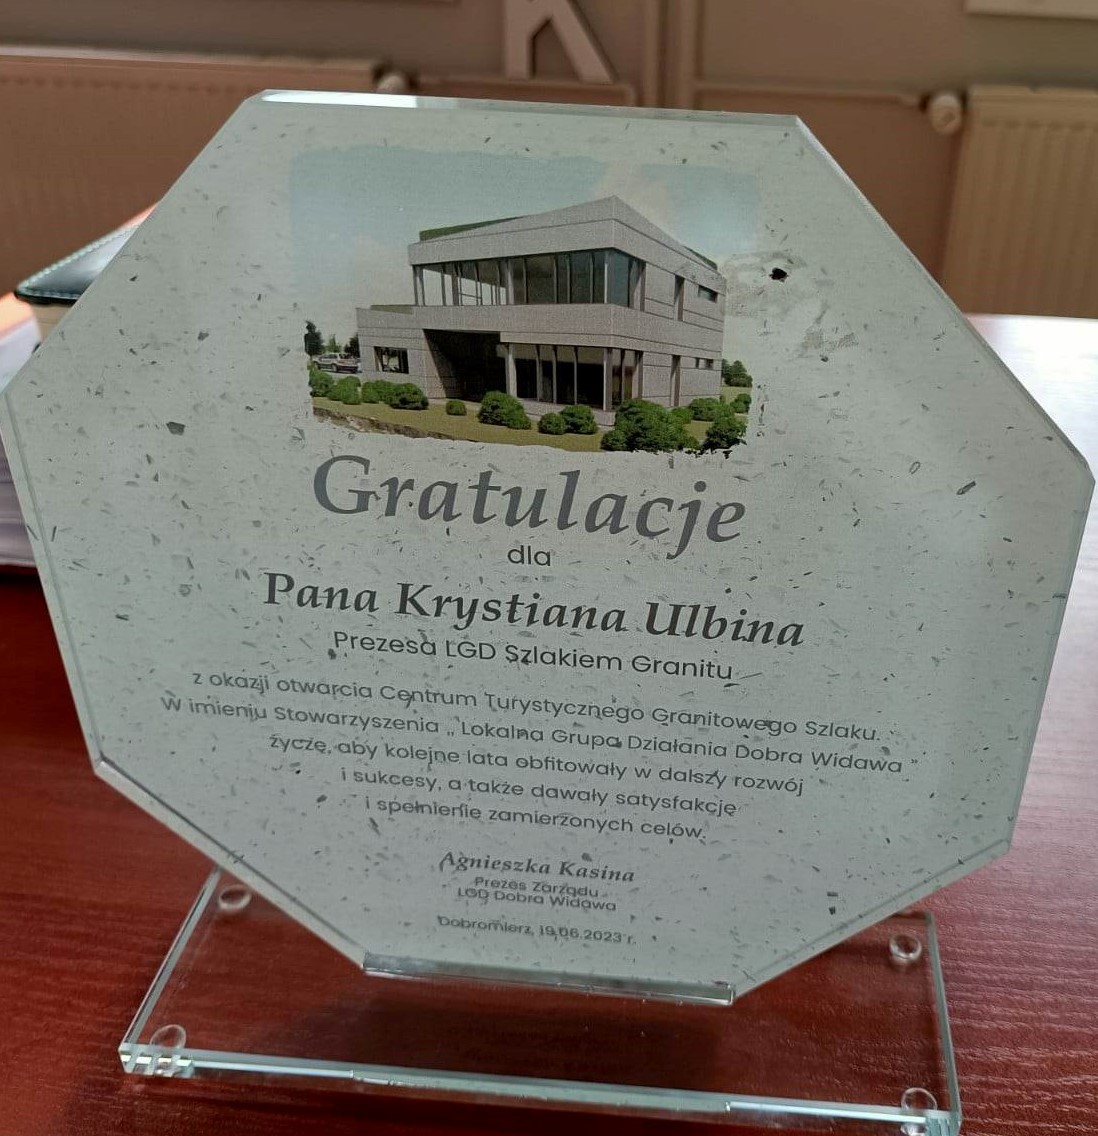 K
Gratulacje
dla
Pana Krystiana Ulbina
Prezesa LGD Szlakiem Granitu
z okazji otwarcia Centrum Turystycznego Granitowego Szlaku.
W imieniu Stowarzyszenia „ Lokalna Grupa Działania Dobra Widawa ”
życzę, aby kolejne lata obfitowały w dalszy rozwój
i sukcesy, a także dawały satysfakcję
i spełnienie zamierzonych celów.
Agnieszka Kasina
Prezes Zarządu
LGD Dobra Widawa
Dobromierz, 19.06.2023 r.